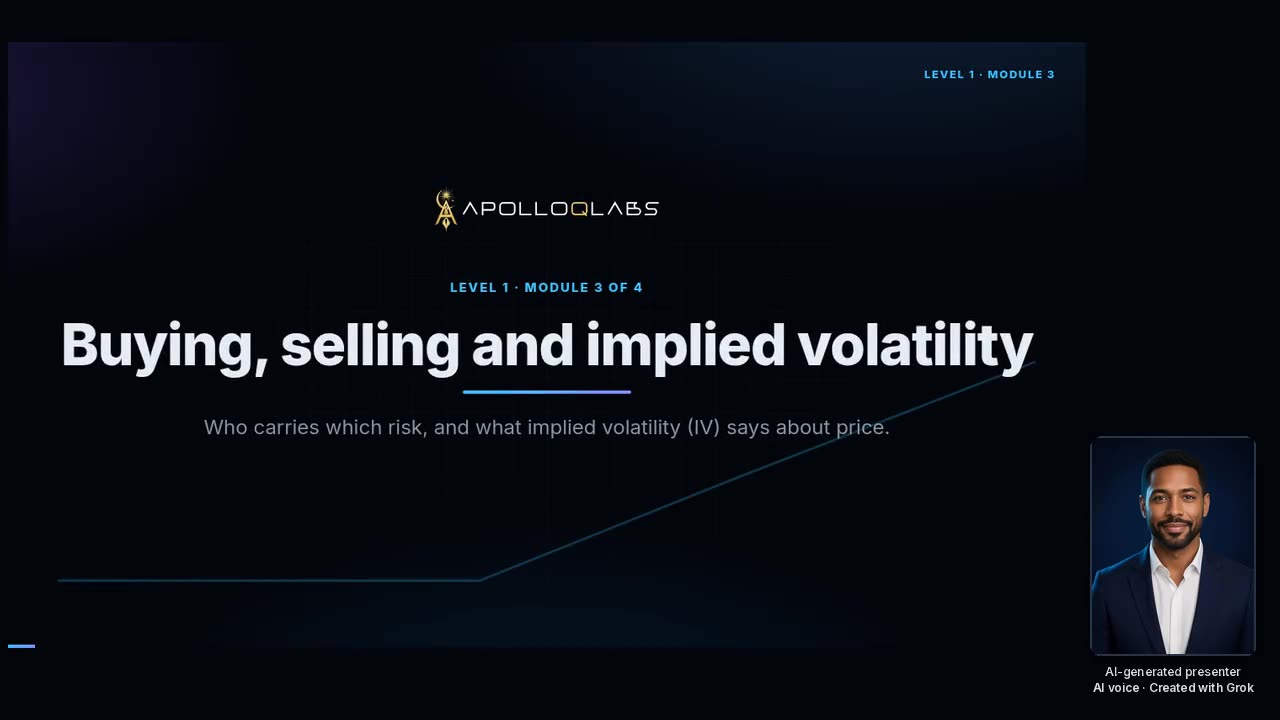 LEVEL 1 · MODULE 3
APOLLOQLABS
LEVEL 1 · MODULE 3 OF 4
Buying, selling and implied volatility
Who carries which risk, and what implied volatility (IV) says about price.
AI-generated presenter
AI voice · Created with Grok